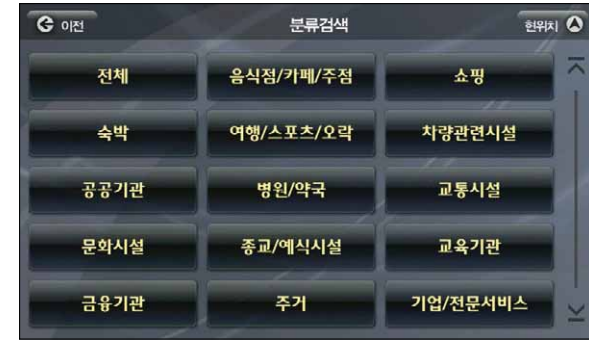 이전 분류검색 현위치
전체 음식점/카페/주점 쇼핑
숙박 여행/스포츠/오락 차량관련시설
공공기관 병원/약국 교통시설
문화시설 종교/예식시설 교육기관
금융기관 주거 기업/전문서비스